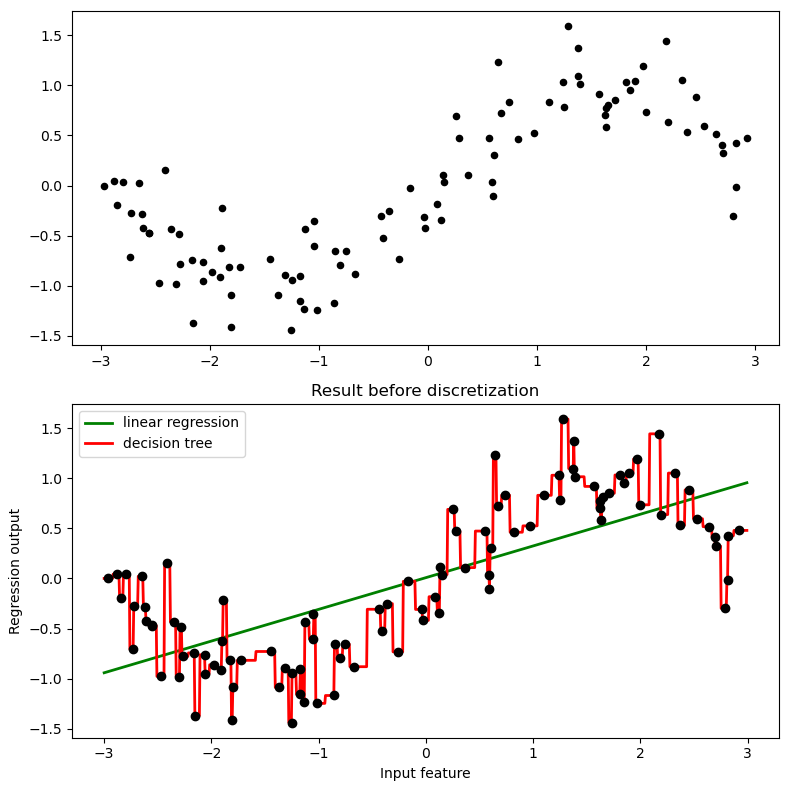 1.5
1.0
0.5
0.0
−0.5
−1.0
−1.5
−3 −2 −1 0 1 2 3
Result before discretization
linear regression
decision tree
1.5
1.0
0.5
0.0
−0.5
−1.0
−1.5
Regression output
−3 −2 −1 0 1 2 3
Input feature